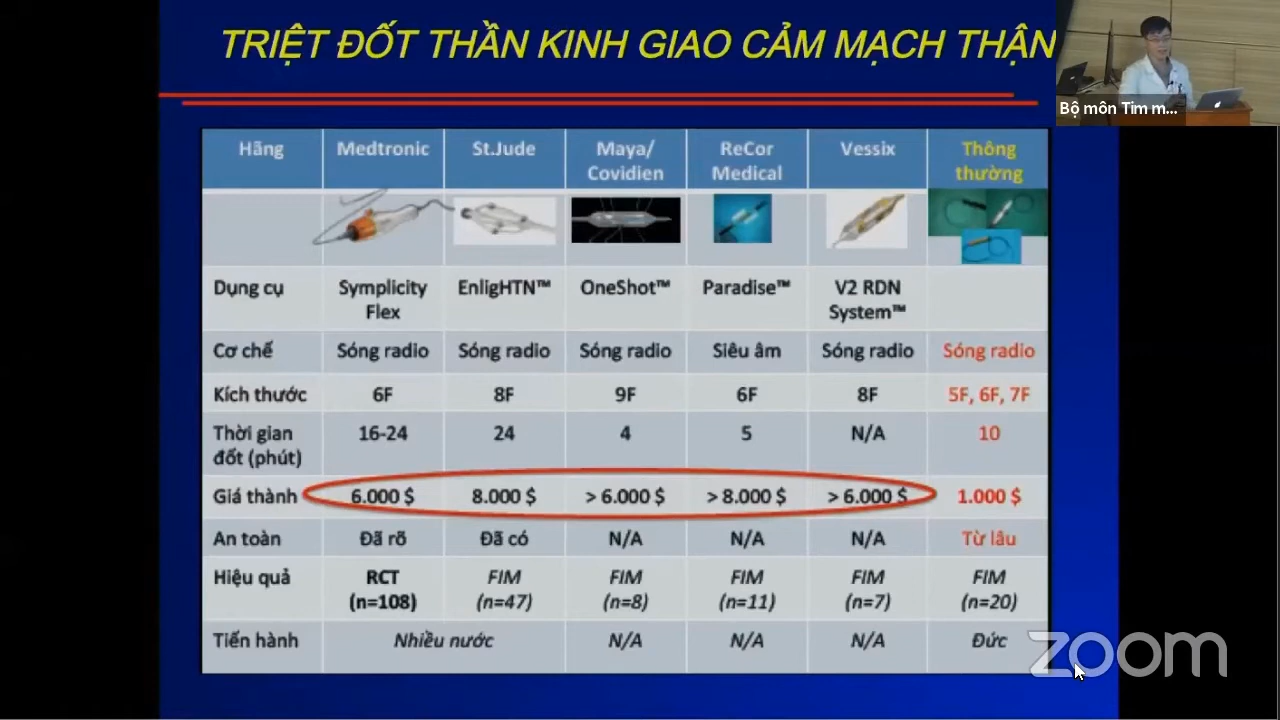 TRIỆT ĐỐT THẦN KINH GIAO CẢM MẠCH THẬN
Bộ môn Tim m...
Hãng Medtronic St.Jude Maya/ Covidien ReCor Medical Vessix Thông thường
Dụng cụ Symplicity Flex EnligHTN™ OneShot™ Paradise™ V2 RDN System™
Cơ chế Sóng radio Sóng radio Sóng radio Siêu âm Sóng radio Sóng radio
Kích thước 6F 8F 9F 6F 8F 5F, 6F, 7F
Thời gian đốt (phút) 16-24 24 4 5 N/A 10
Giá thành 6.000 $ 8.000 $ > 6.000 $ > 8.000 $ > 6.000 $ 1.000 $
An toàn Đã rõ Đã có N/A N/A N/A Từ lâu
Hiệu quả RCT (n=108) FIM (n=47) FIM (n=8) FIM (n=11) FIM (n=7) FIM (n=20)
Tiến hành Nhiều nước N/A N/A N/A Đức
zoom